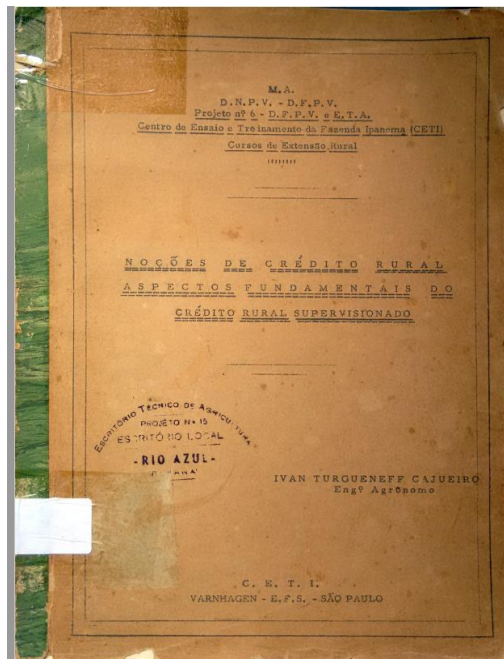 M.A.
D.N.P.V. - D.F.P.V.
Projeto nº 6 - D.F.P.V. e E.T.A.
Centro de Ensaio e Treinamento da Fazenda Ipanema (CETI)
Cursos de Extensão Rural
NOÇÕES DE CRÉDITO RURAL
ASPECTOS FUNDAMENTAIS DO
CRÉDITO RURAL SUPERVISIONADO
ESCRITÓRIO TECNICO DE AGRICULTURA
PROJETO Nº 15
ESCRITÓRIO LOCAL
- RIO AZUL -
PARANÁ
IVAN TURGUENEFF CAJUEIRO
Engº Agrônomo
C. E. T. I.
VARNHAGEN - E.F.S. - SÃO PAULO